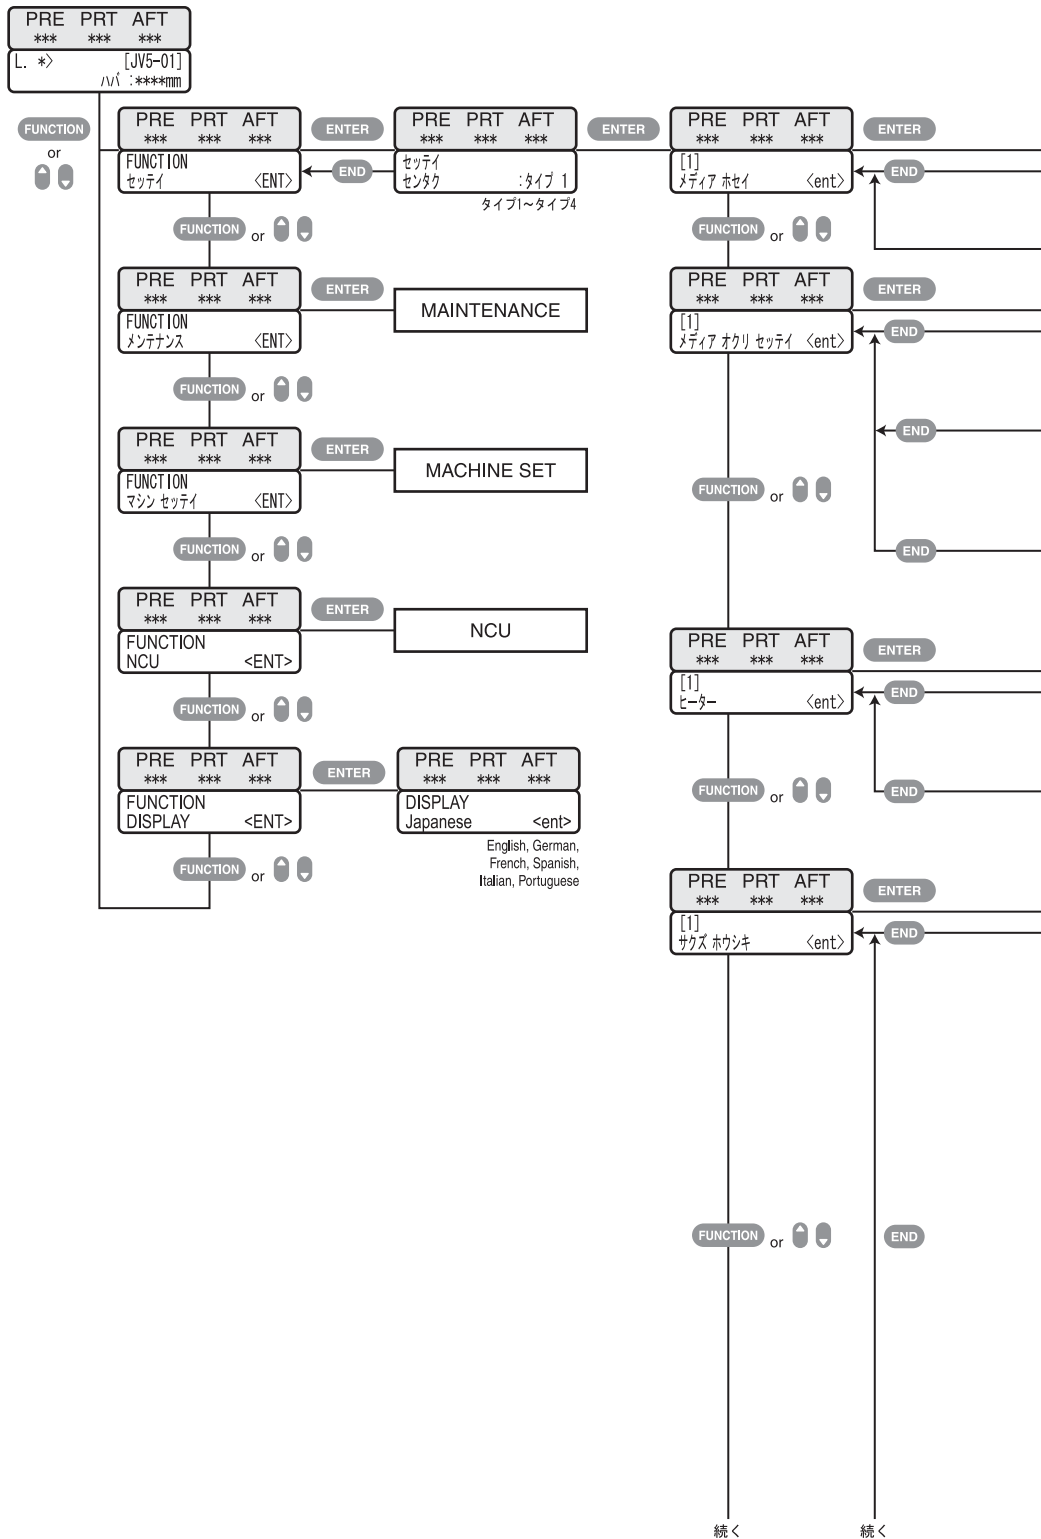 PRE PRT AFT
*** *** ***
L. *> [JV5-01]
ハバ :****mm
FUNCTION
or
PRE PRT AFT
*** *** ***
FUNCTION
セッテイ <ENT>
ENTER
END
PRE PRT AFT
*** *** ***
セッテイ
センタク :タイプ 1
タイプ1～タイプ4
ENTER
PRE PRT AFT
*** *** ***
[1]
メディア ホセイ <ent>
ENTER
END
FUNCTION or
FUNCTION or
PRE PRT AFT
*** *** ***
FUNCTION
メンテナンス <ENT>
ENTER
MAINTENANCE
PRE PRT AFT
*** *** ***
[1]
メディア オクリ セッテイ <ent>
ENTER
END
FUNCTION or
END
PRE PRT AFT
*** *** ***
FUNCTION
マシン セッテイ <ENT>
ENTER
MACHINE SET
FUNCTION or
FUNCTION or
END
PRE PRT AFT
*** *** ***
FUNCTION
NCU <ENT>
ENTER
NCU
PRE PRT AFT
*** *** ***
[1]
ヒーター <ent>
ENTER
END
FUNCTION or
PRE PRT AFT
*** *** ***
FUNCTION
DISPLAY <ENT>
ENTER
PRE PRT AFT
*** *** ***
DISPLAY
Japanese <ent>
English, German,
French, Spanish,
Italian, Portuguese
FUNCTION or
END
FUNCTION or
PRE PRT AFT
*** *** ***
[1]
サクズ ホウシキ <ent>
ENTER
END
FUNCTION or
END
続く
続く